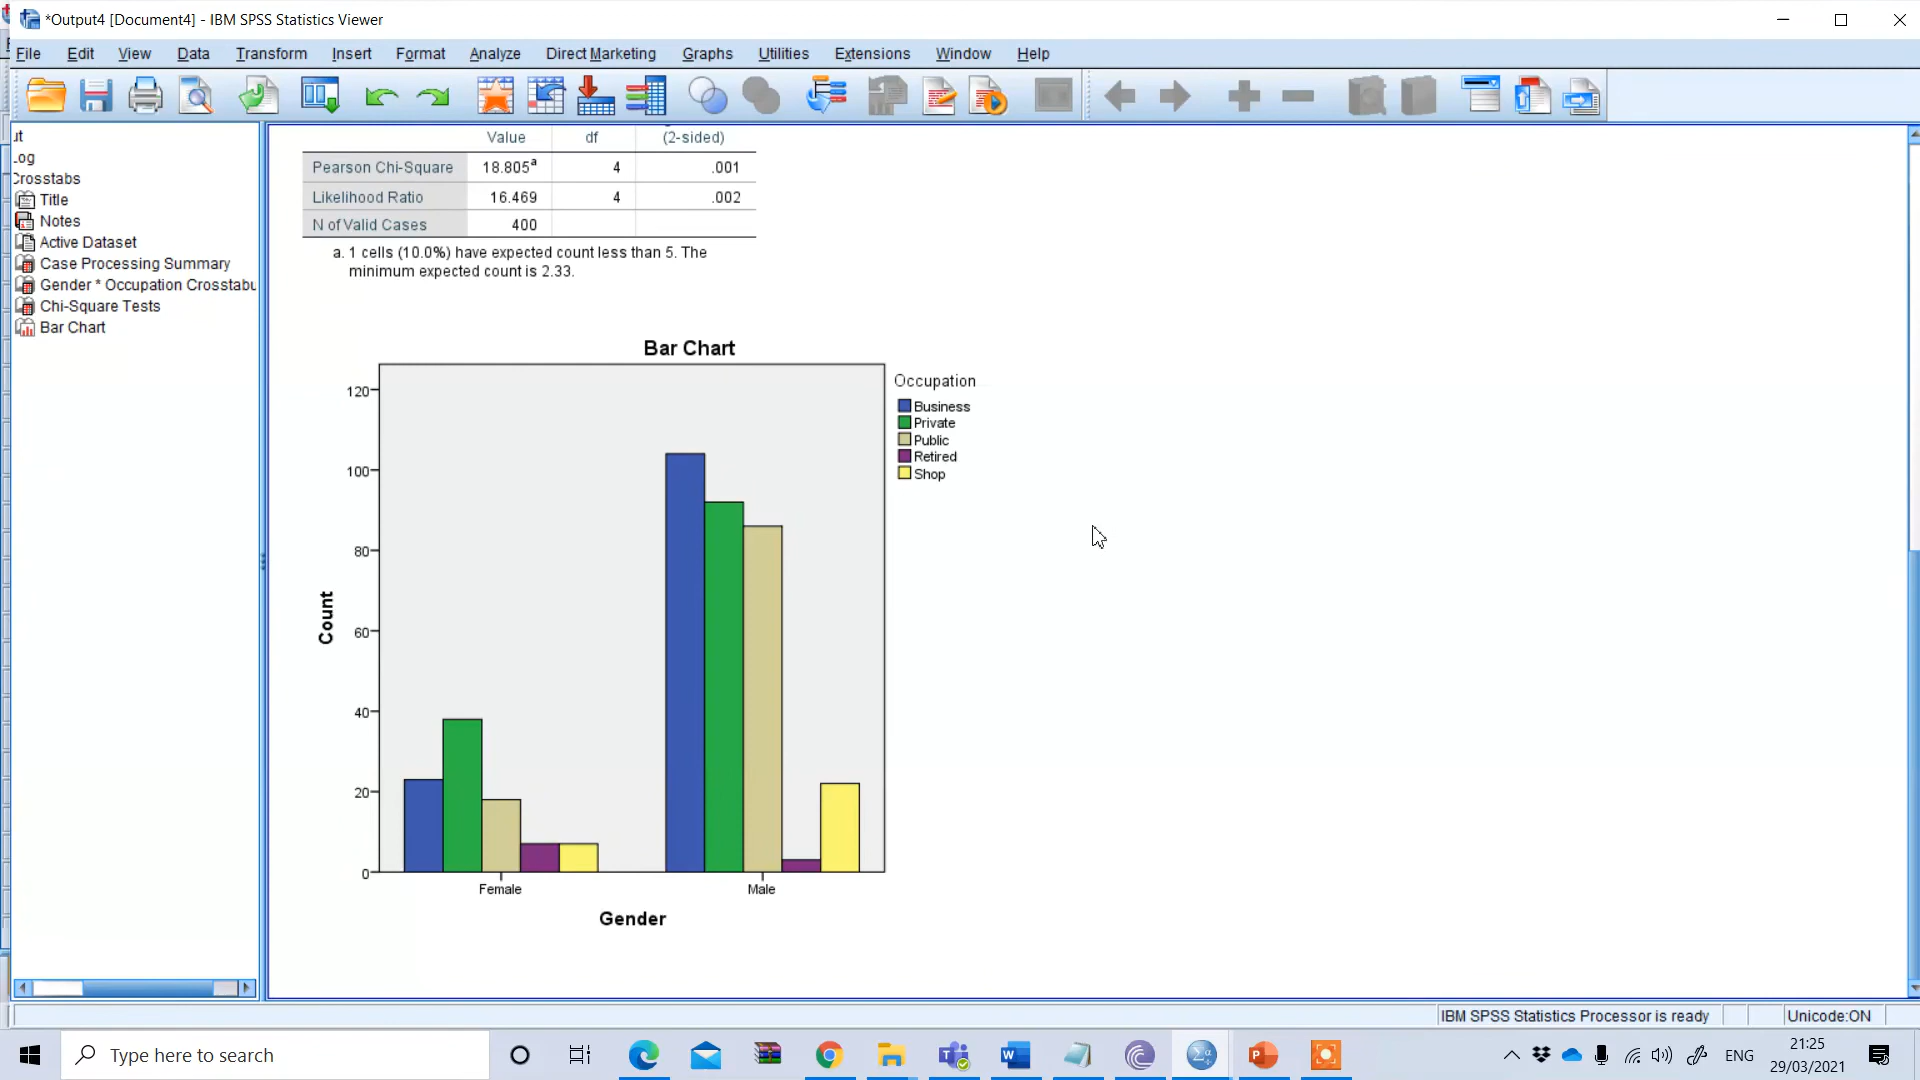 *Output4 [Document4] - IBM SPSS Statistics Viewer
File Edit View Data Transform Insert Format Analyze Direct Marketing Graphs Utilities Extensions Window Help
ut
Log
Crosstabs
Title
Notes
Active Dataset
Case Processing Summary
Gender * Occupation Crosstabu
Chi-Square Tests
Bar Chart
Value df (2-sided)
Pearson Chi-Square 18.805a 4 .001
Likelihood Ratio 16.469 4 .002
N of Valid Cases 400
a. 1 cells (10.0%) have expected count less than 5. The
minimum expected count is 2.33.
Bar Chart
Occupation
Business
Private
Public
Retired
Shop
120
100
80
60
40
20
0
Count
Female Male
Gender
IBM SPSS Statistics Processor is ready Unicode:ON
Type here to search
ENG
21:25
29/03/2021